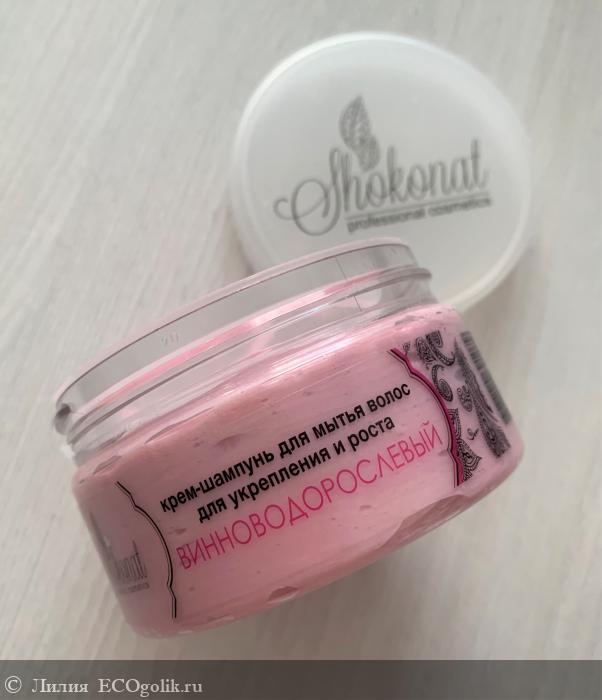 Shokonat
professional cosmetics
крем-шампунь для мытья волос
для укрепления и роста
ВИННОВОДОРОСЛЕВЫЙ
© Лилия ECOgolik.ru